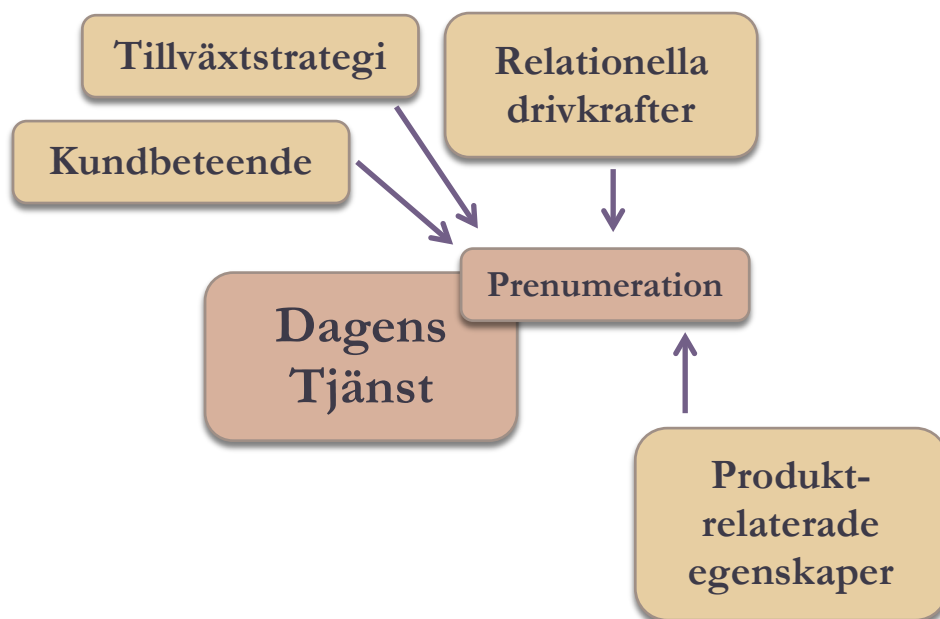 Tillväxtstrategi
Relationella
drivkrafter
Kundbeteende
Prenumeration
Dagens
Tjänst
Produkt-
relaterade
egenskaper